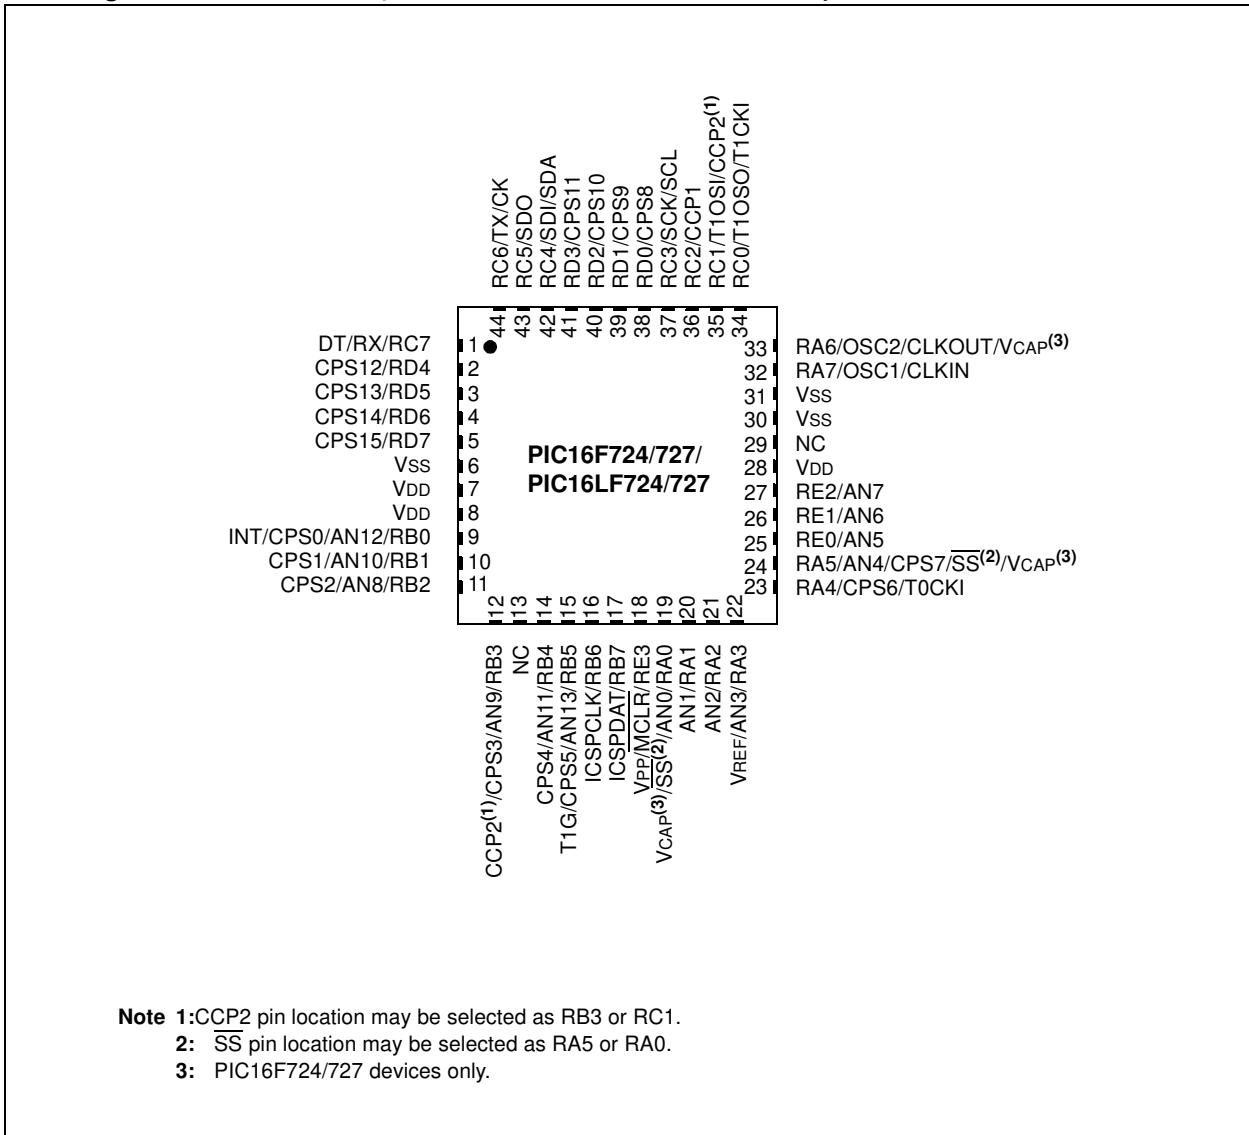 RC6/TX/CK
RC5/SDO
RC4/SDI/SDA
RD3/CPS11
RD2/CPS10
RD1/CPS9
RD0/CPS8
RC3/SCK/SCL
RC2/CCP1
RC1/T1OSI/CCP2(1)
RC0/T1OSO/T1CKI
44
43
42
41
40
39
38
37
36
35
34
DT/RX/RC7 1
CPS12/RD4 2
CPS13/RD5 3
CPS14/RD6 4
CPS15/RD7 5
VSS 6
VDD 7
VDD 8
INT/CPS0/AN12/RB0 9
CPS1/AN10/RB1 10
CPS2/AN8/RB2 11
PIC16F724/727/
PIC16LF724/727
33 RA6/OSC2/CLKOUT/VCAP(3)
32 RA7/OSC1/CLKIN
31 VSS
30 VSS
29 NC
28 VDD
27 RE2/AN7
26 RE1/AN6
25 RE0/AN5
24 RA5/AN4/CPS7/SS(2)/VCAP(3)
23 RA4/CPS6/T0CKI
12
13
14
15
16
17
18
19
20
21
22
CCP2(1)/CPS3/AN9/RB3
NC
CPS4/AN11/RB4
T1G/CPS5/AN13/RB5
ICSPCLK/RB6
ICSPDAT/RB7
VPP/MCLR/RE3
VCAP(3)/SS(2)/AN0/RA0
AN1/RA1
AN2/RA2
VREF/AN3/RA3
Note 1:CCP2 pin location may be selected as RB3 or RC1.
2: SS pin location may be selected as RA5 or RA0.
3: PIC16F724/727 devices only.